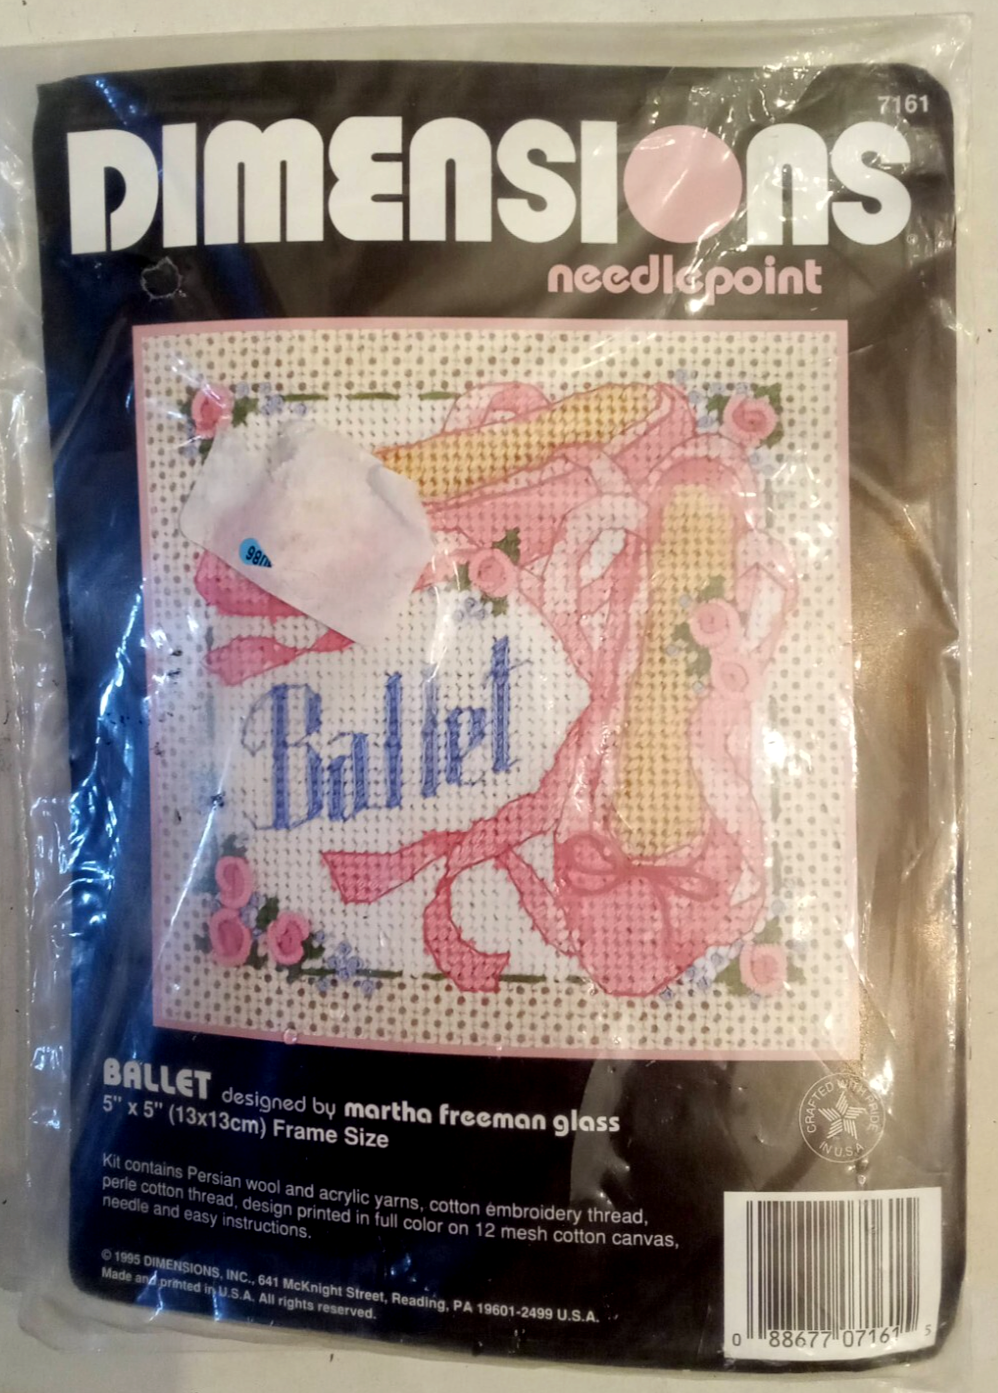 7161
DIMENSIONS
needlepoint
Ballet
BALLET designed by martha freeman glass
5" x 5" (13x13cm) Frame Size
CRAFTED WITH PRIDE
IN U.S.A.
Kit contains Persian wool and acrylic yarns, cotton embroidery thread,
perle cotton thread, design printed in full color on 12 mesh cotton canvas,
needle and easy instructions.
© 1995 DIMENSIONS, INC., 641 McKnight Street, Reading, PA 19601-2499 U.S.A.
Made and printed in U.S.A. All rights reserved.
0 88677 07161 5